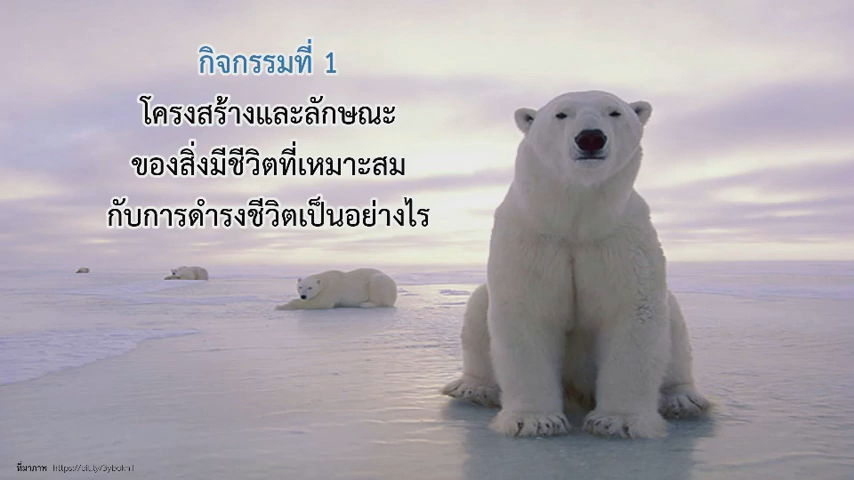 กิจกรรมที่ 1
โครงสร้างและลักษณะ
ของสิ่งมีชีวิตที่เหมาะสม
กับการดำรงชีวิตเป็นอย่างไร
ที่มาภาพ